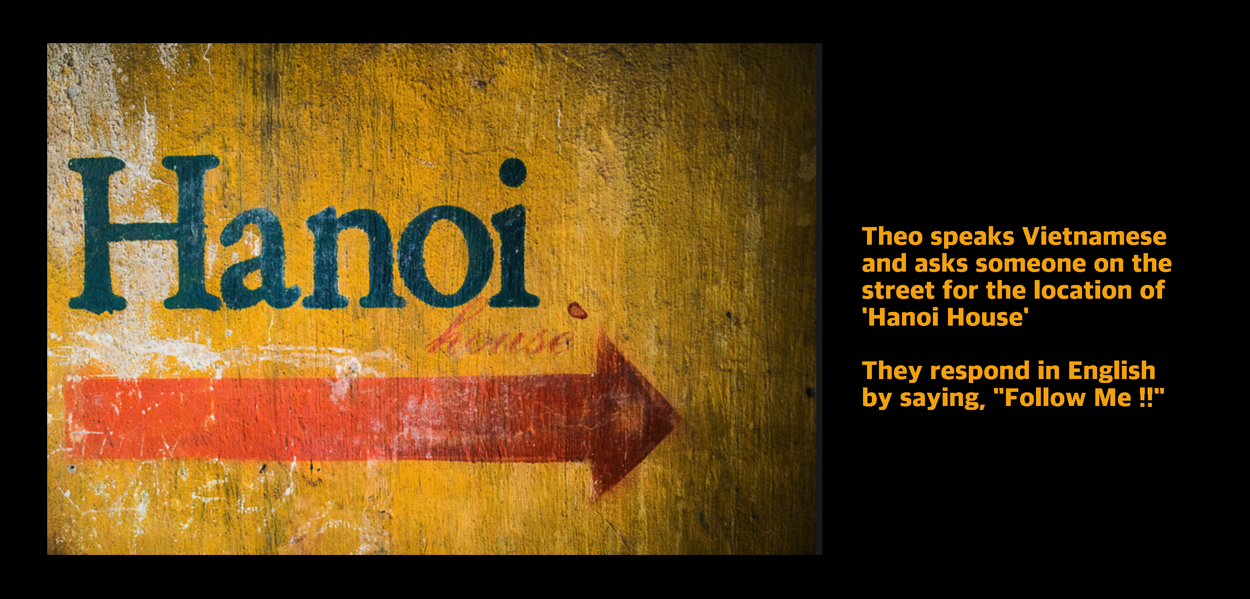 Hanoi
house
Theo speaks Vietnamese
and asks someone on the
street for the location of
'Hanoi House'
They respond in English
by saying, "Follow Me !!"